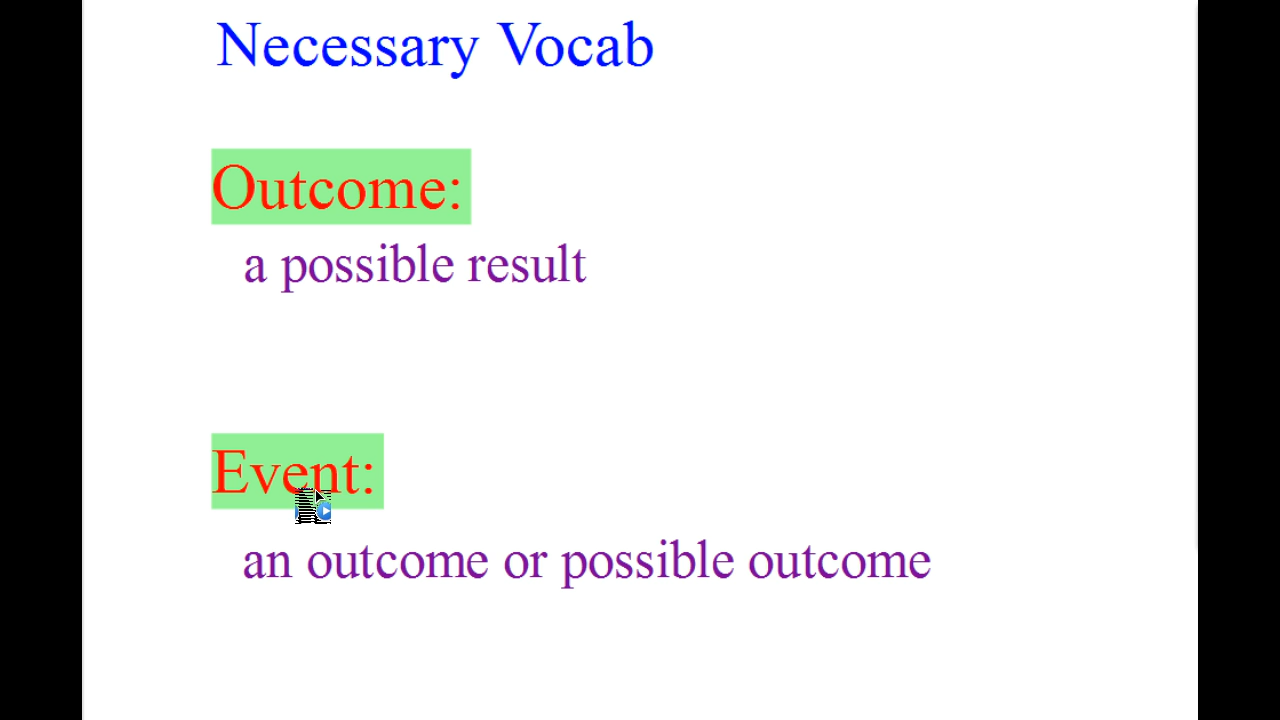 Necessary Vocab
Outcome:
a possible result
Event:
an outcome or possible outcome